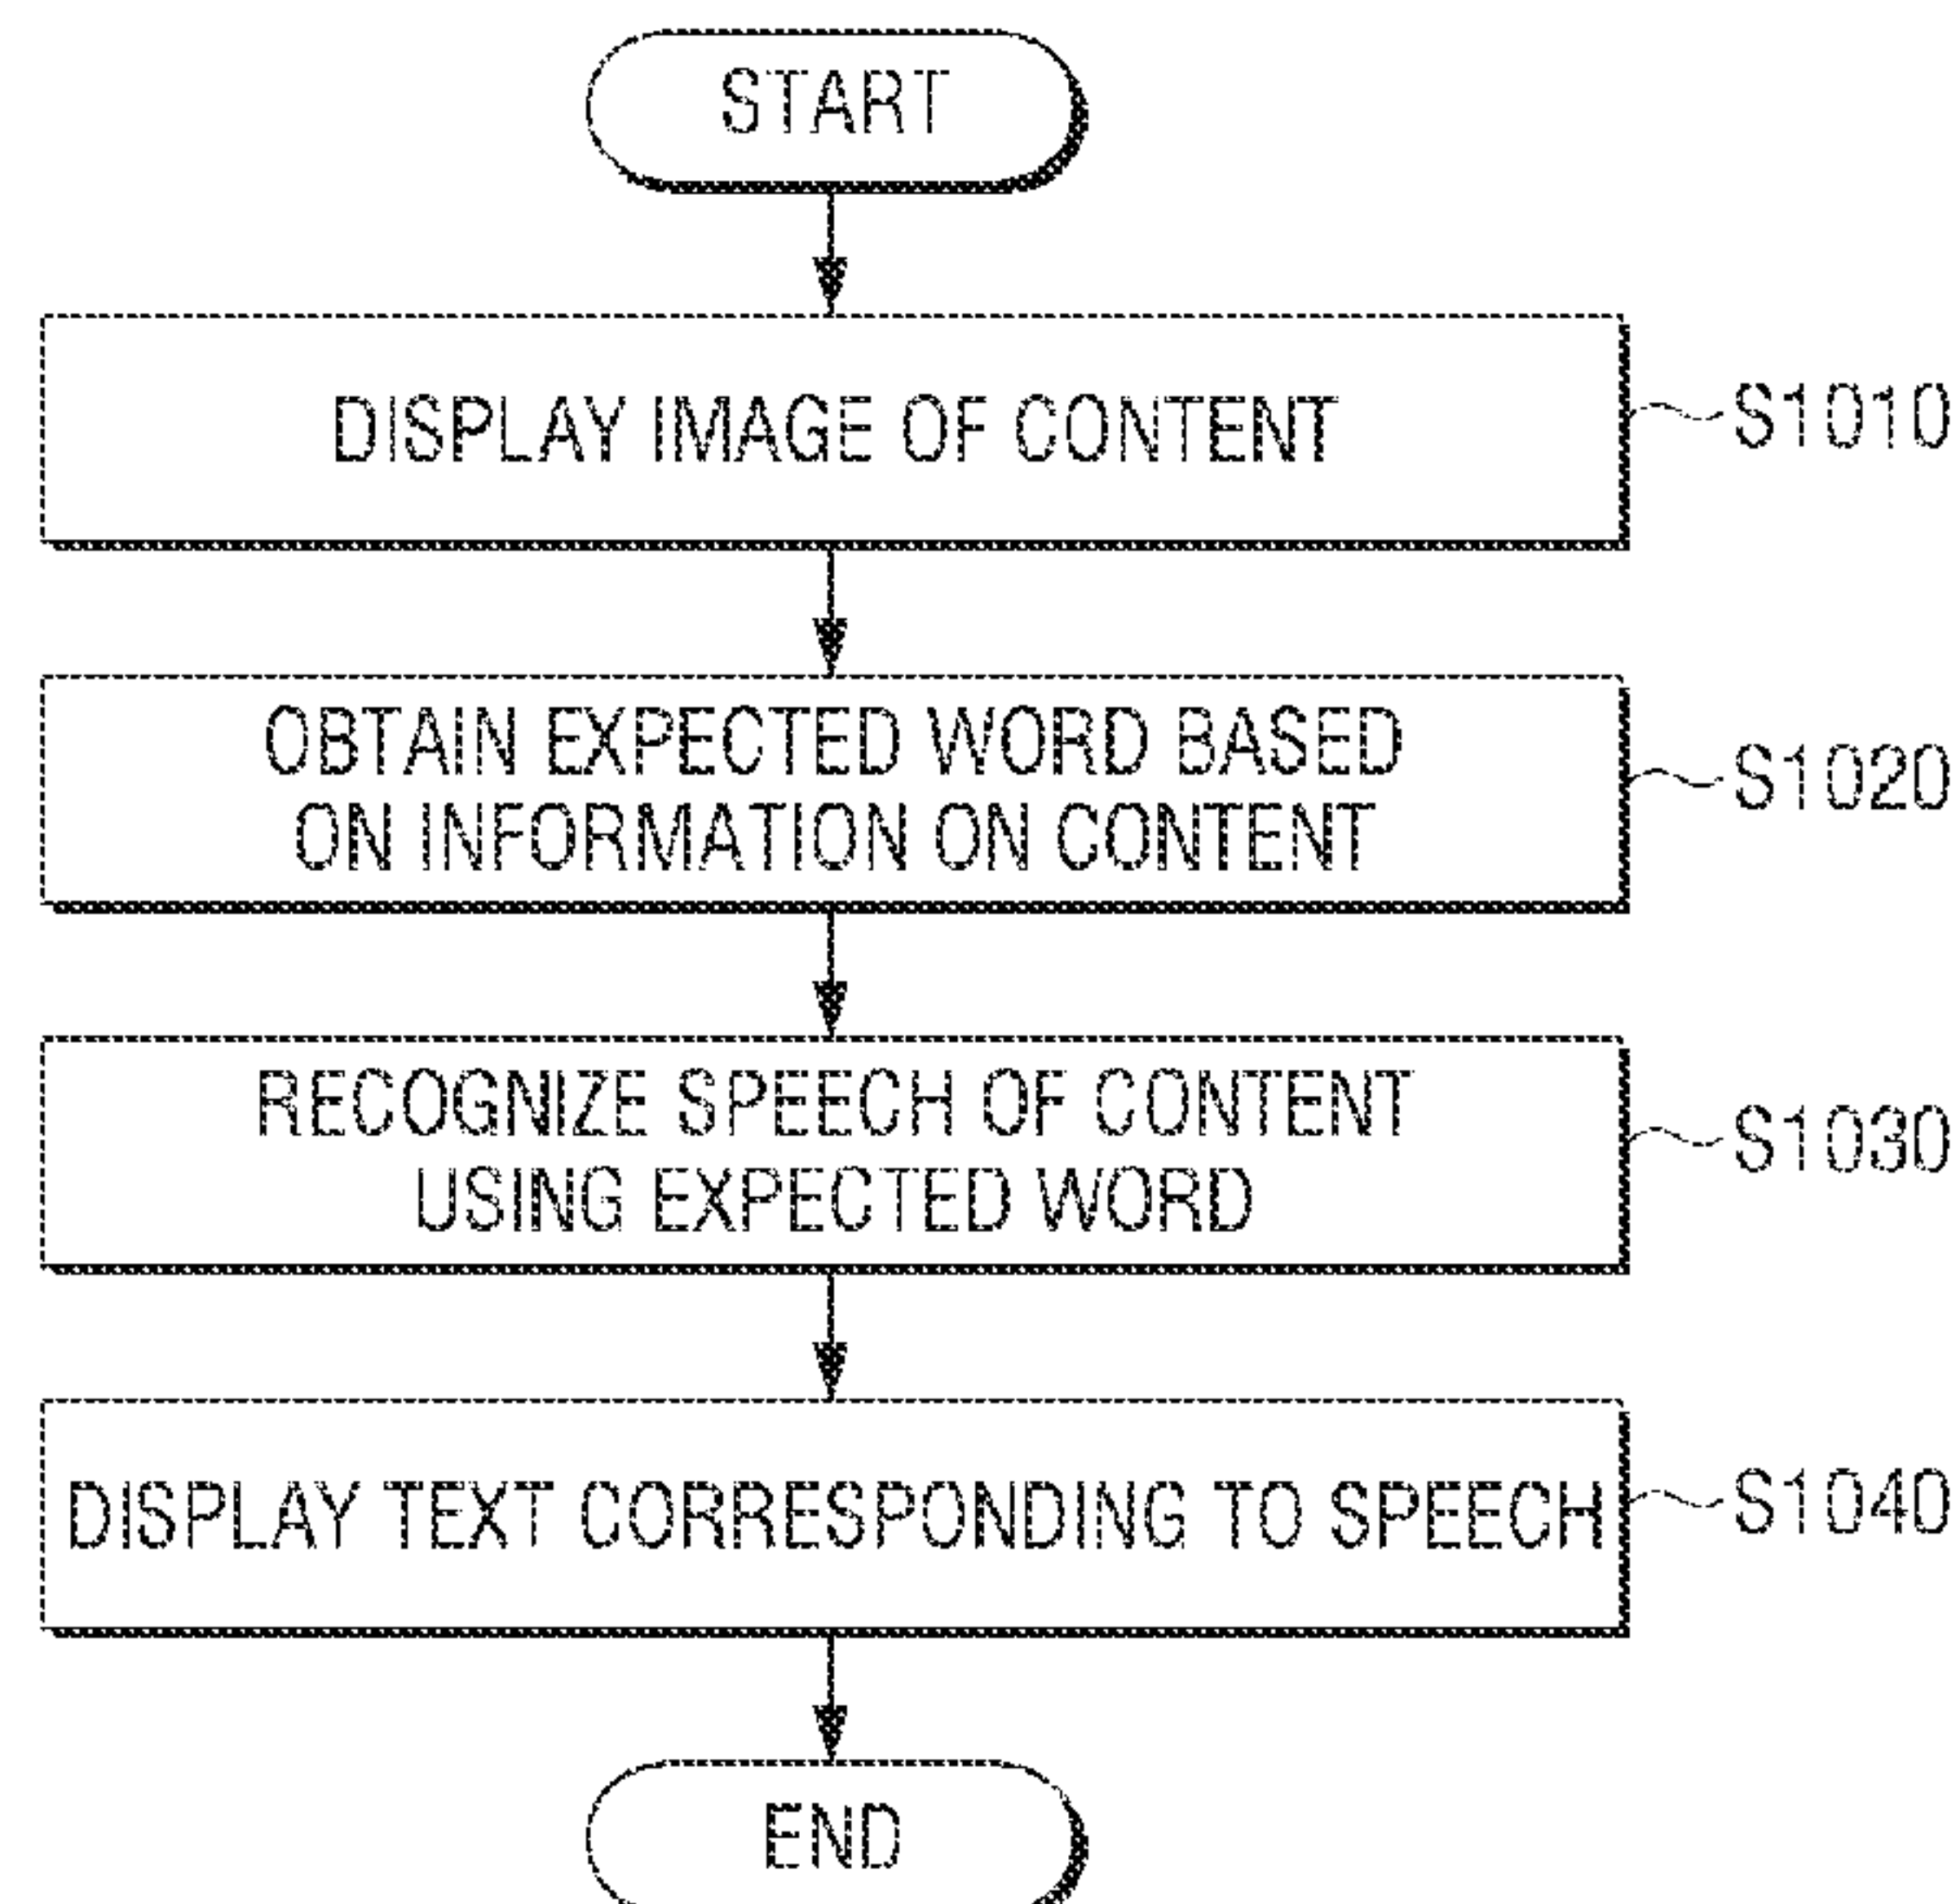 START
DISPLAY IMAGE OF CONTENT
S1010
OBTAIN EXPECTED WORD BASED
ON INFORMATION ON CONTENT
S1020
RECOGNIZE SPEECH OF CONTENT
USING EXPECTED WORD
S1030
DISPLAY TEXT CORRESPONDING TO SPEECH
S1040
END